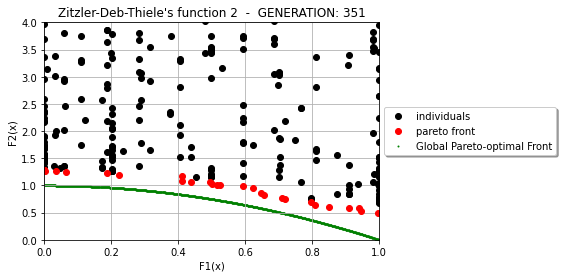 Zitzler-Deb-Thiele's function 2 - GENERATION: 351
4.0
3.5
3.0
2.5
2.0
1.5
1.0
0.5
0.0
F2(x)
0.0 0.2 0.4 0.6 0.8 1.0
F1(x)
individuals
pareto front
Global Pareto-optimal Front